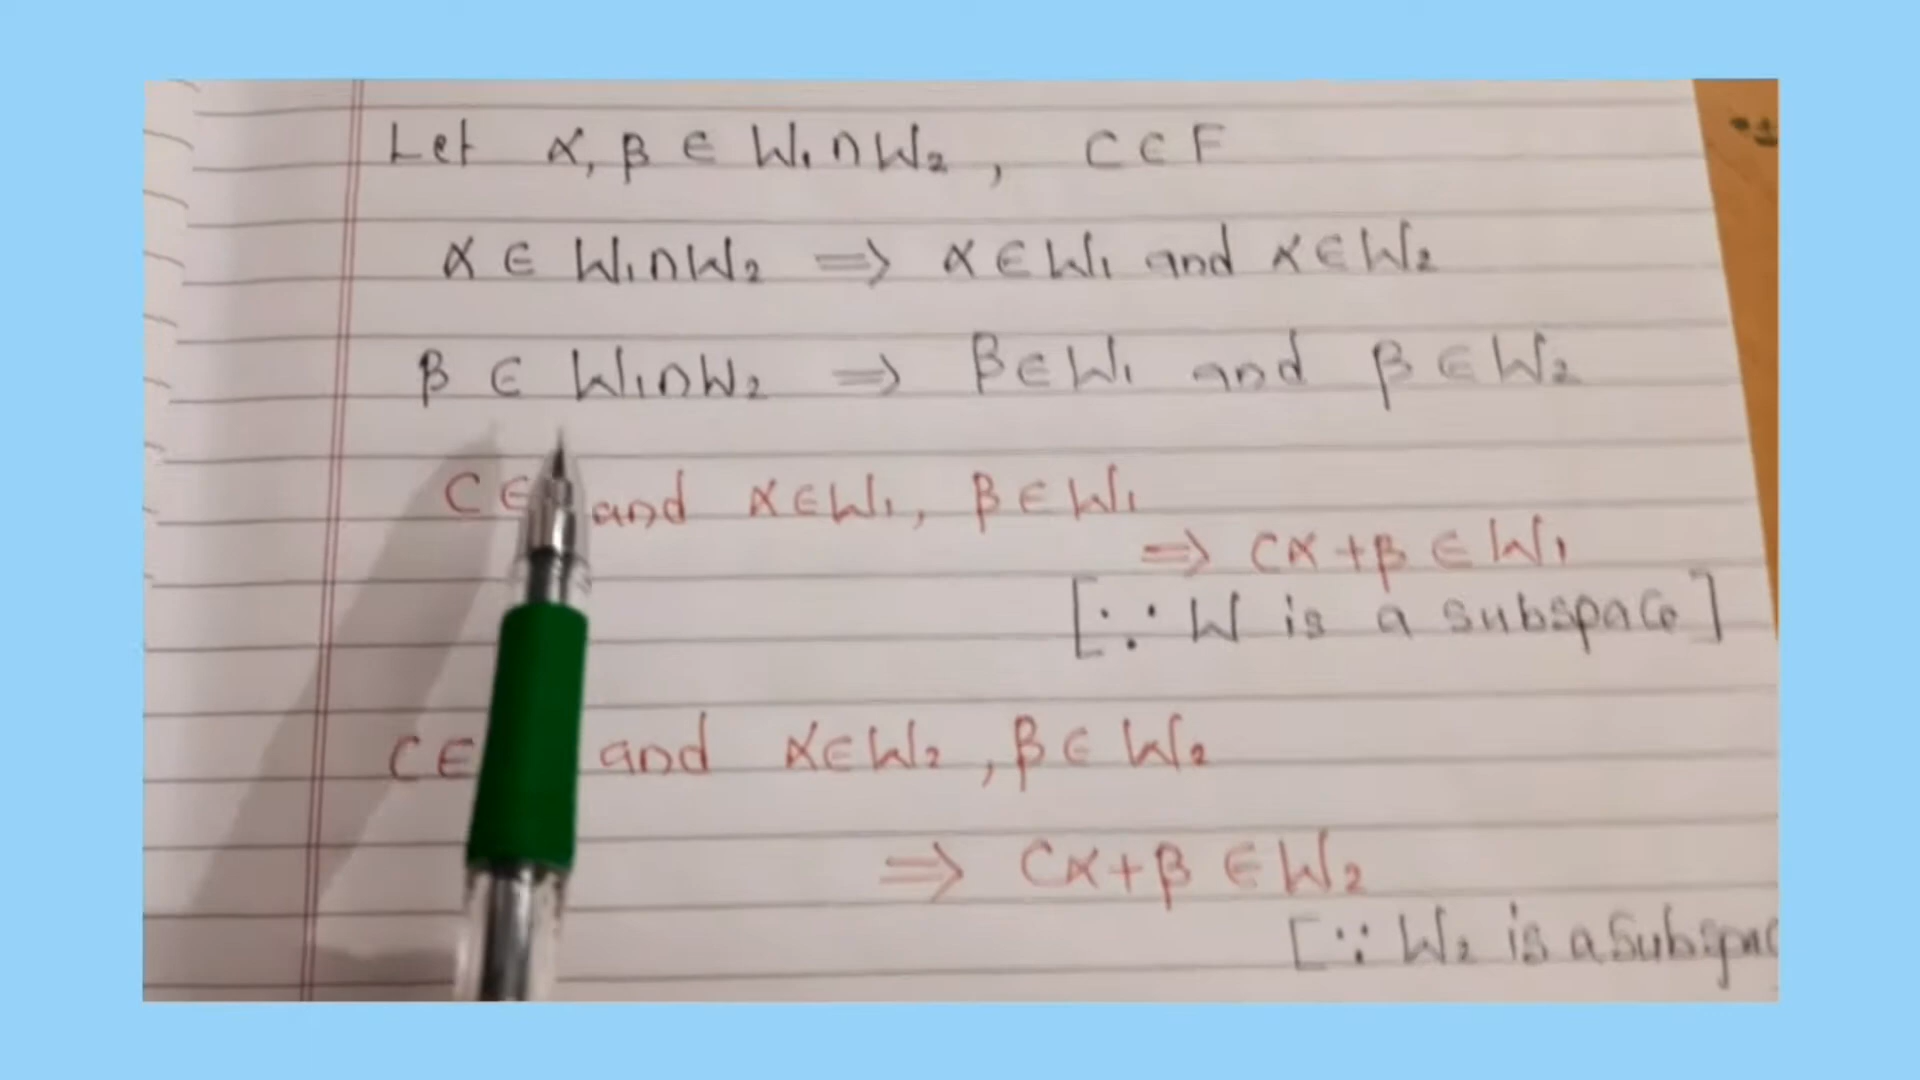 Let α, β ∈ W₁∩W₂, C∈F
α ∈ W₁∩W₂ ⇒ α∈W₁ and α∈W₂
β ∈ W₁∩W₂ ⇒ β∈W₁ and β∈W₂
C∈ and α∈W₁, β∈W₁
⇒ Cα+β ∈ W₁
[∵ W is a subspace]
C∈ and α∈W₂, β∈W₂
⇒ Cα+β ∈W₂
[∵ W₂ is a